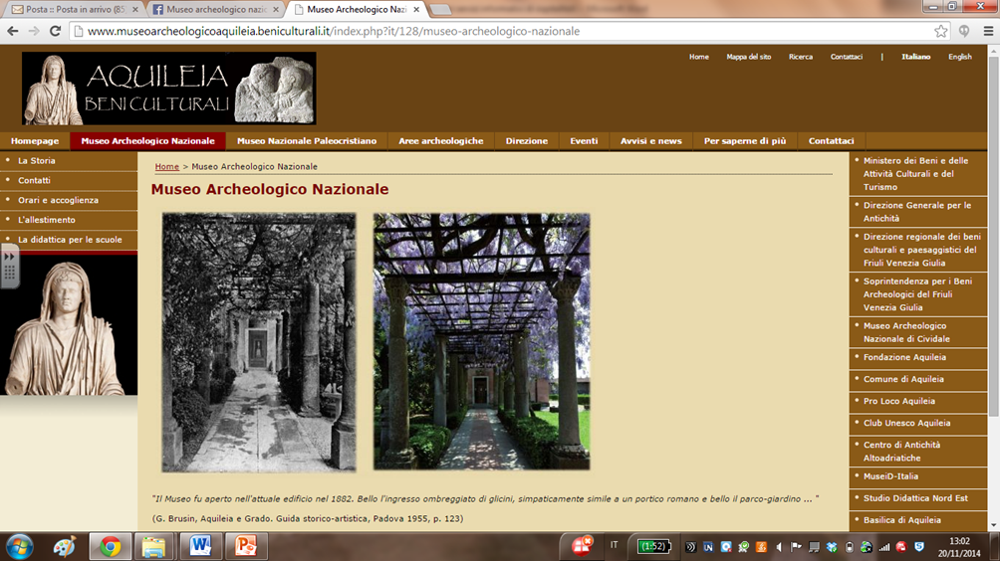 Posta :: Posta in arrivo (85
Museo archeologico nazio
Museo Archeologico Nazi
www.museoarcheologicoaquileia.beniculturali.it/index.php?it/128/museo-archeologico-nazionale
AQUILEIA
BENI CULTURALI
Home Mappa del sito Ricerca Contattaci | Italiano English
Homepage Museo Archeologico Nazionale Museo Nazionale Paleocristiano Aree archeologiche Direzione Eventi Avvisi e news Per saperne di più Contattaci
La Storia
Contatti
Orari e accoglienza
L'allestimento
La didattica per le scuole
Home > Museo Archeologico Nazionale
Museo Archeologico Nazionale
"Il Museo fu aperto nell'attuale edificio nel 1882. Bello l'ingresso ombreggiato di glicini, simpaticamente simile a un portico romano e bello il parco-giardino ... "
(G. Brusin, Aquileia e Grado. Guida storico-artistica, Padova 1955, p. 123)
Ministero dei Beni e delle
Attività Culturali e del
Turismo
Direzione Generale per le
Antichità
Direzione regionale dei beni
culturali e paesaggistici del
Friuli Venezia Giulia
Soprintendenza per i Beni
Archeologici del Friuli
Venezia Giulia
Museo Archeologico
Nazionale di Cividale
Fondazione Aquileia
Comune di Aquileia
Pro Loco Aquileia
Club Unesco Aquileia
Centro di Antichità
Altoadriatiche
MuseiD-Italia
Studio Didattica Nord Est
Basilica di Aquileia
IT
(1:52)
13:02
20/11/2014